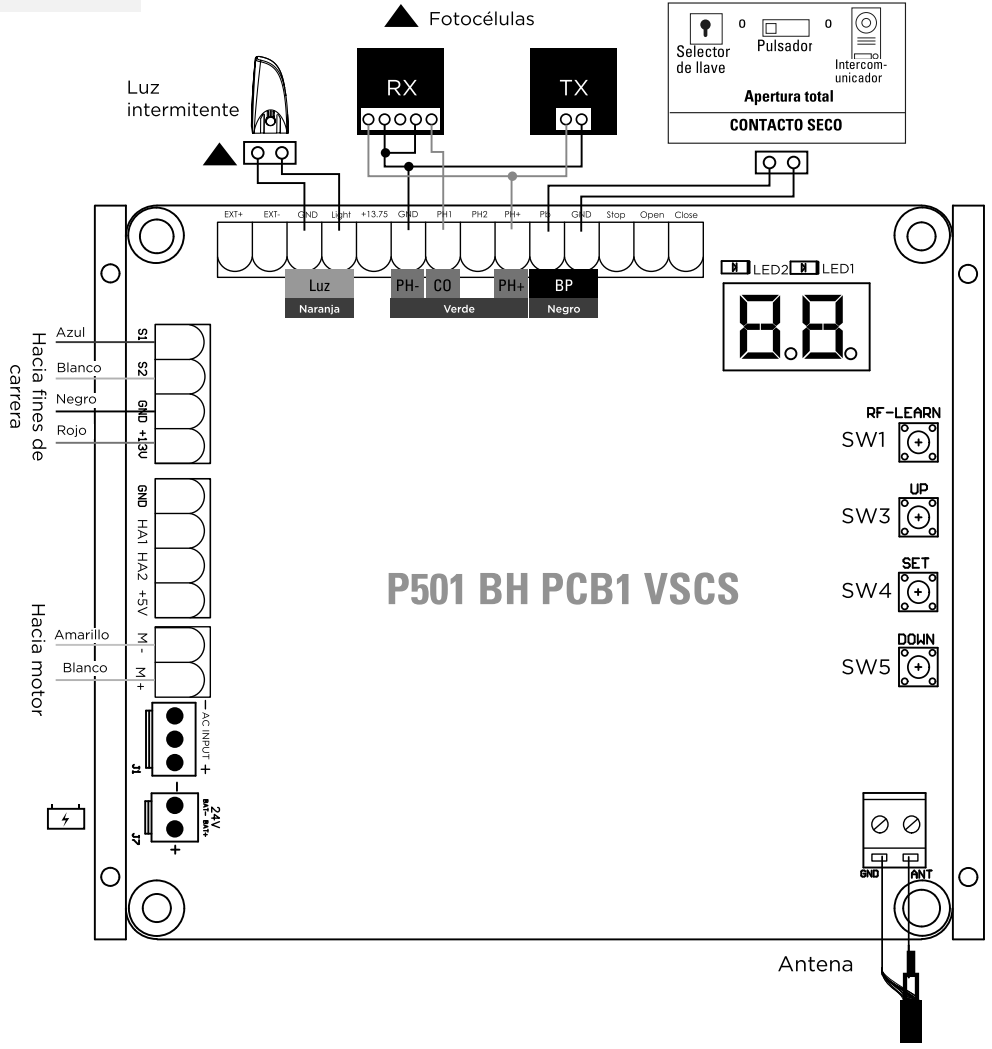 Fotocélulas
RX
TX
Luz
intermitente
Selector
de llave
o
Pulsador
o
Intercom-
unicador
Apertura total
CONTACTO SECO
EXT+ EXT- GND Light +13.75 GND PH1 PH2 PH+ Pb GND Stop Open Close
Luz
PH- CO PH+
BP
Naranja
Verde
Negro
LED2 LED1
8.8.
Hacia fines de
carrera
Azul
S1
Blanco
S2
Negro
GND
Rojo
+13V
GND
HA1
HA2
+5V
P501 BH PCB1 VSCS
RF-LEARN
SW1
UP
SW3
SET
SW4
DOWN
SW5
Hacia motor
Amarillo
M -
Blanco
M +
J1
- AC INPUT +
-
J7
BAT- BAT+
24V
+
GND ANT
Antena